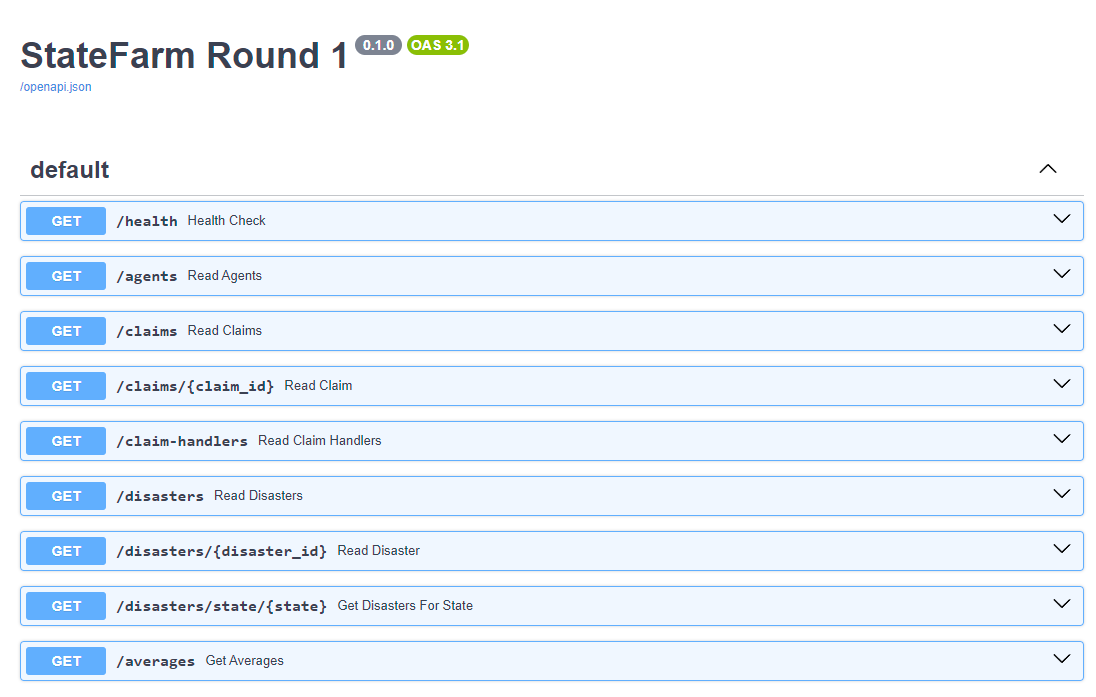 StateFarm Round 1 0.1.0 OAS 3.1
/openapi.json
default
GET /health Health Check
GET /agents Read Agents
GET /claims Read Claims
GET /claims/{claim_id} Read Claim
GET /claim-handlers Read Claim Handlers
GET /disasters Read Disasters
GET /disasters/{disaster_id} Read Disaster
GET /disasters/state/{state} Get Disasters For State
GET /averages Get Averages